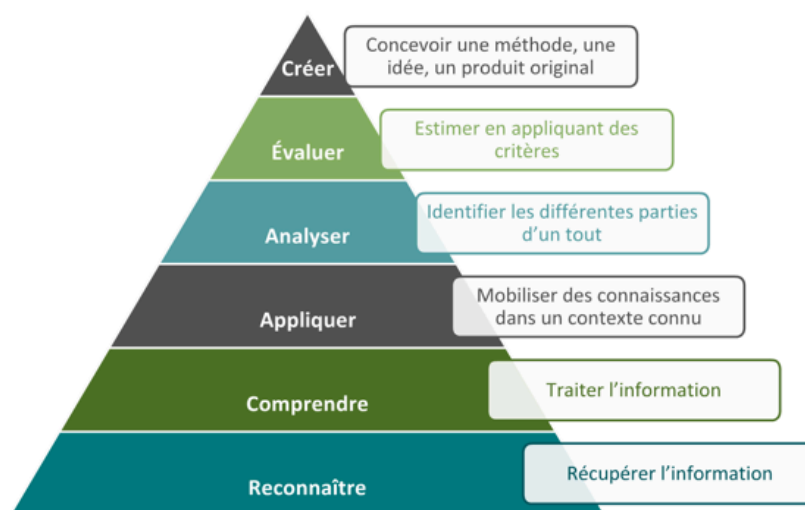 Créer
Concevoir une méthode, une
idée, un produit original
Évaluer
Estimer en appliquant des
critères
Analyser
Identifier les différentes parties
d’un tout
Appliquer
Mobiliser des connaissances
dans un contexte connu
Comprendre
Traiter l’information
Reconnaître
Récupérer l’information